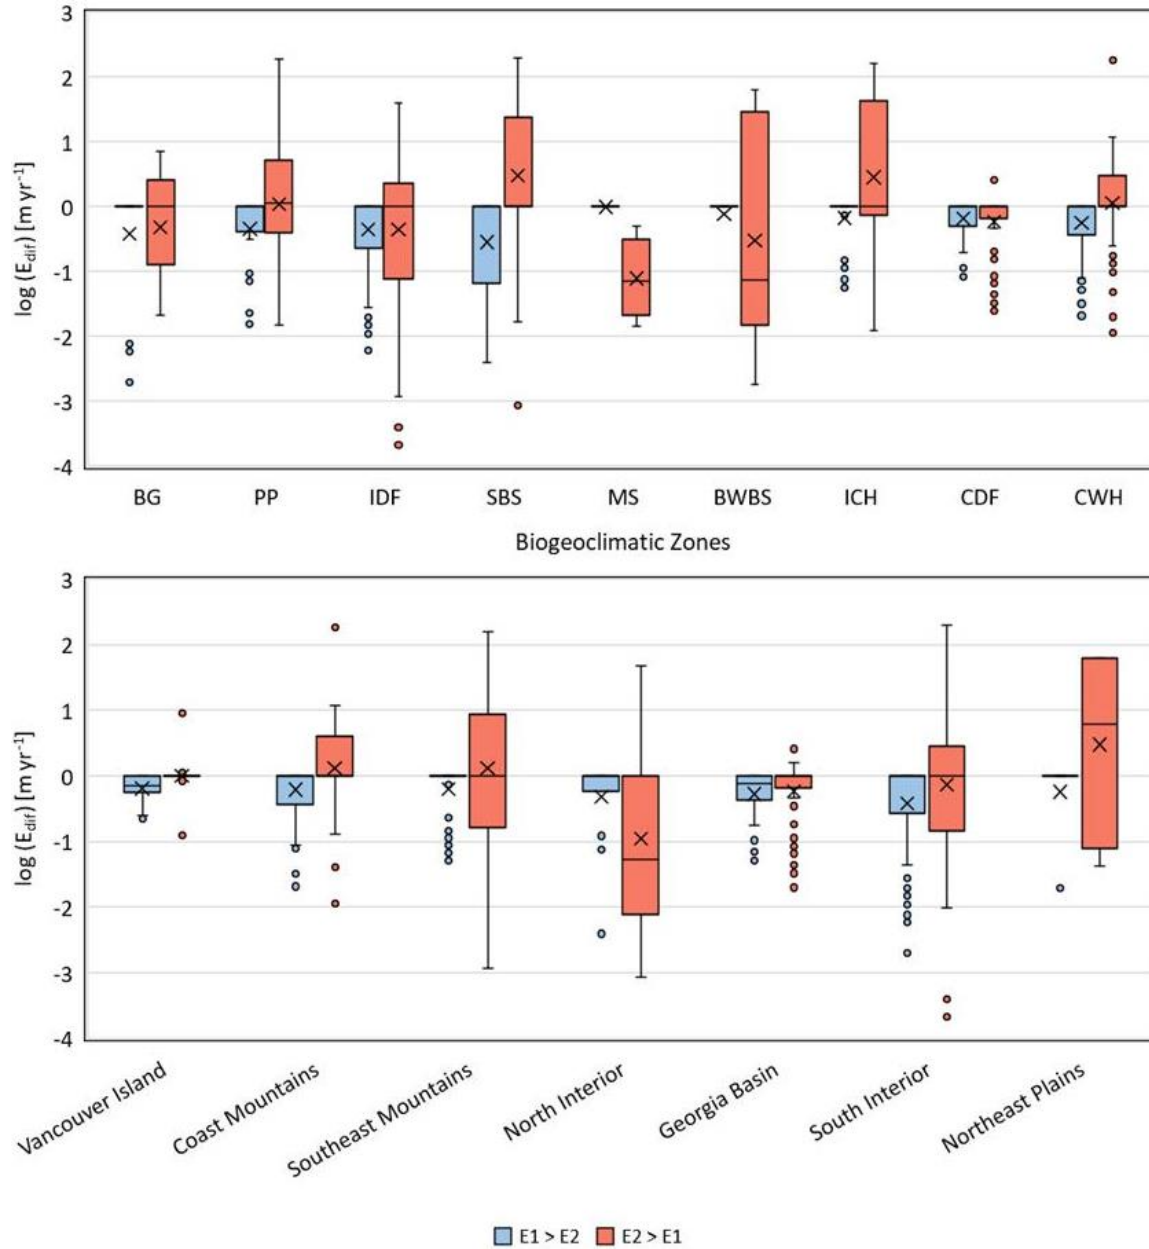 3
2
1
0
-1
-2
-3
-4
log (E_dif) [m yr⁻¹]
BG PP IDF SBS MS BWBS ICH CDF CWH
Biogeoclimatic Zones
3
2
1
0
-1
-2
-3
-4
log (E_dif) [m yr⁻¹]
Vancouver Island
Coast Mountains
Southeast Mountains
North Interior
Georgia Basin
South Interior
Northeast Plains
E1 > E2 E2 > E1